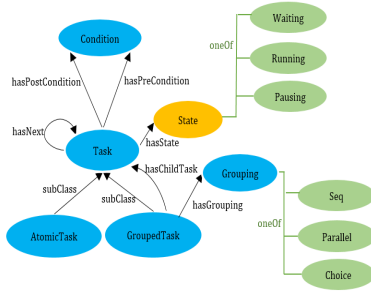 Waiting
oneOf
Condition
Running
hasPostCondition
hasPreCondition
Pausing
State
hasNext
hasState
Task
hasChildTask
Grouping
subClass
subClass
hasGrouping
Seq
oneOf
AtomicTask
GroupedTask
Parallel
Choice